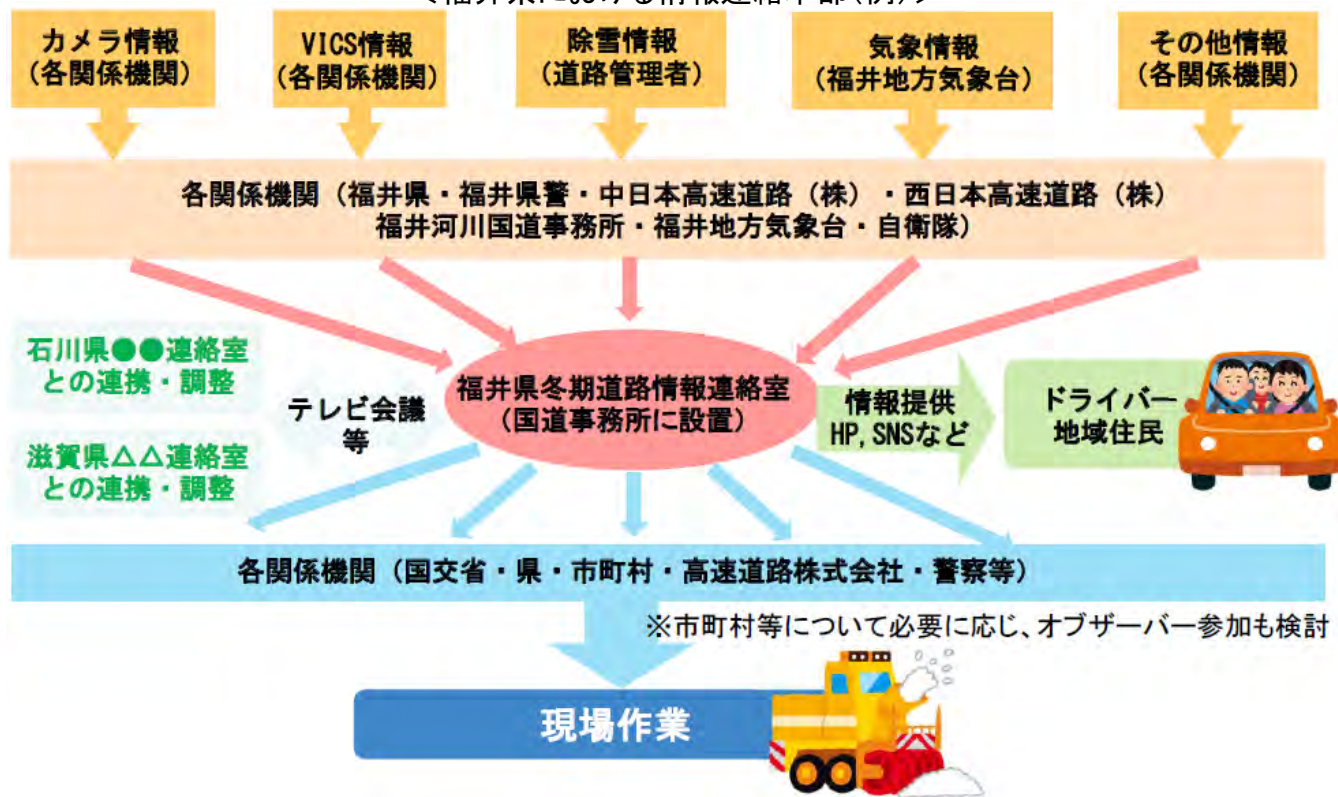 カメラ情報
(各関係機関)
VICS情報
(各関係機関)
除雪情報
(道路管理者)
気象情報
(福井地方気象台)
その他情報
(各関係機関)
各関係機関（福井県・福井県警・中日本高速道路（株）・西日本高速道路（株）
福井河川国道事務所・福井地方気象台・自衛隊）
石川県●●連絡室
との連携・調整
滋賀県△△連絡室
との連携・調整
テレビ会議
等
福井県冬期道路情報連絡室
(国道事務所に設置)
情報提供
HP, SNSなど
ドライバー
地域住民
各関係機関（国交省・県・市町村・高速道路株式会社・警察等）
※市町村等について必要に応じ、オブザーバー参加も検討
現場作業